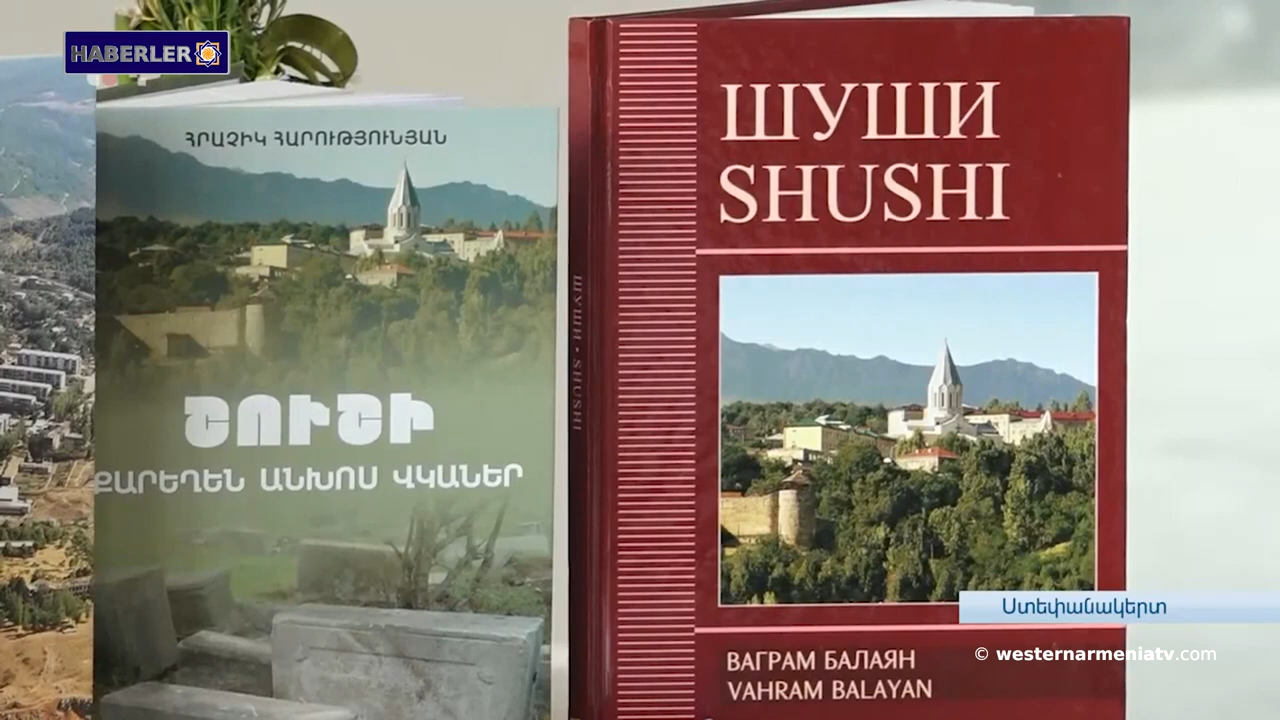 HABERLER
ՀՐԱՉԻԿ ՀԱՐՈՒԹՅՈՒՆՅԱՆ
ՇՈՒՇԻ
ՔԱՐԵՂԵՆ ԱՆԽՈՍ ՎԿԱՆԵՐ
ШУШИ • SHUSHI
ШУШИ
SHUSHI
ВАГРАМ БАЛАЯН
VAHRAM BALAYAN
Ստեփանակերտ
© westernarmeniatv.com